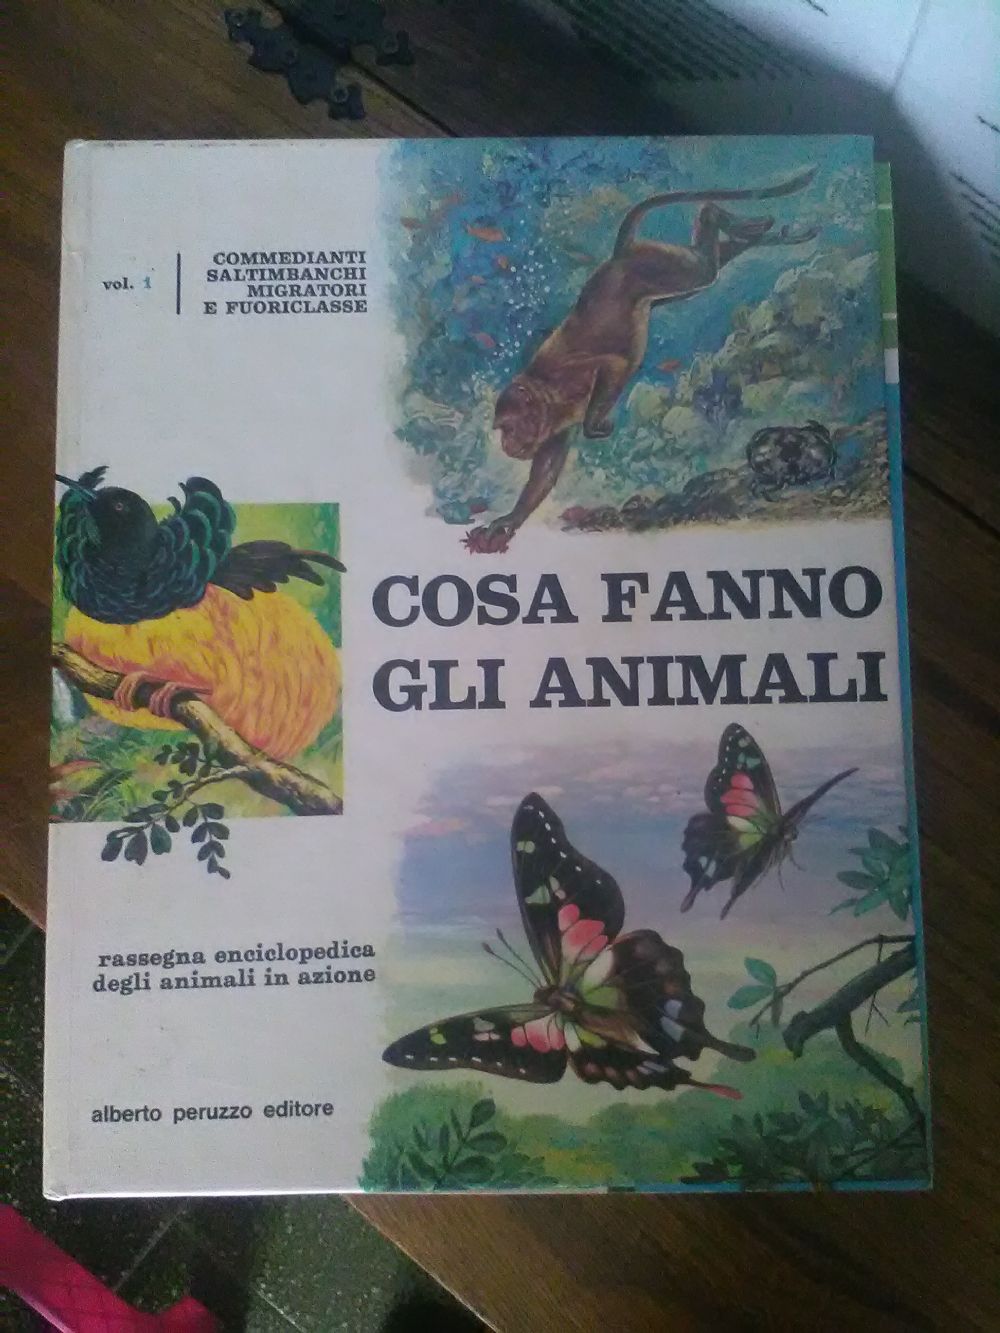 vol. 1
COMMEDIANTI
SALTIMBANCHI
MIGRATORI
E FUORICLASSE
COSA FANNO
GLI ANIMALI
rassegna enciclopedica
degli animali in azione
alberto peruzzo editore